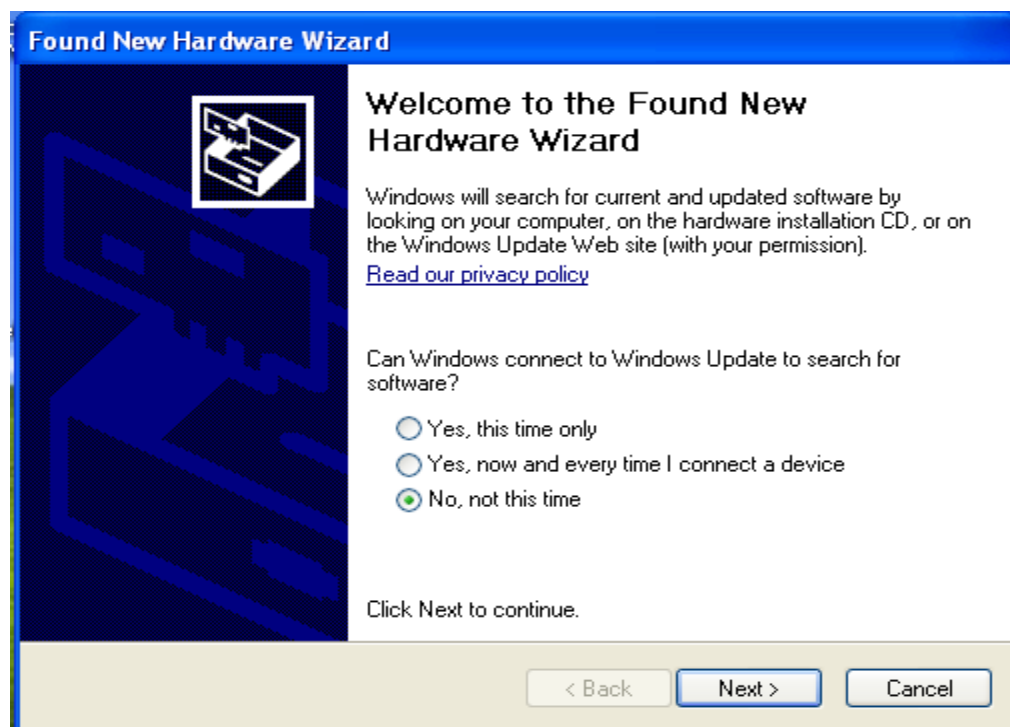 Found New Hardware Wizard
Welcome to the Found New
Hardware Wizard
Windows will search for current and updated software by
looking on your computer, on the hardware installation CD, or on
the Windows Update Web site (with your permission).
Read our privacy policy
Can Windows connect to Windows Update to search for
software?
Yes, this time only
Yes, now and every time I connect a device
No, not this time
Click Next to continue.
< Back
Next >
Cancel